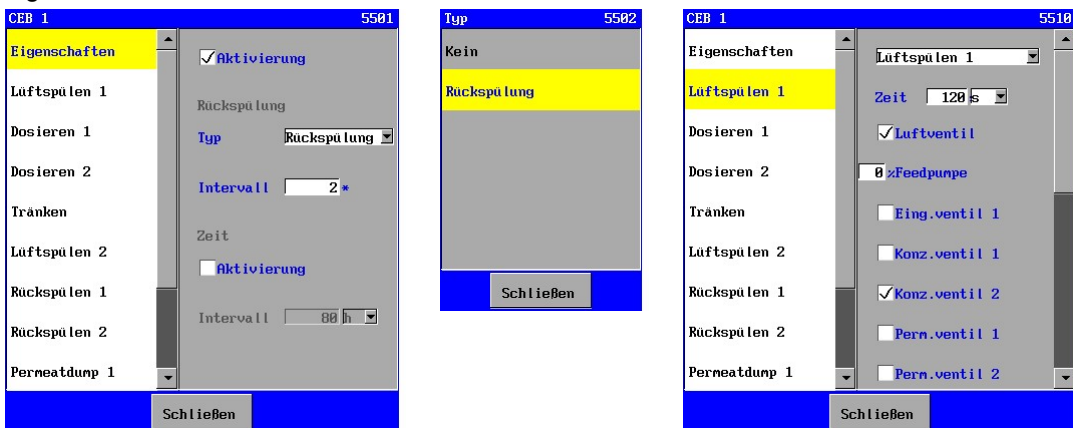 CEB 1 5501
Eigenschaften
Lüftspülen 1
Dosieren 1
Dosieren 2
Tränken
Lüftspülen 2
Rückspülen 1
Rückspülen 2
Permeatdump 1
Aktivierung
Rückspülung
Typ Rückspülung
Intervall 2 *
Zeit
Aktivierung
Intervall 80 h
Schließen
Typ 5502
Kein
Rückspülung
Schließen
CEB 1 5510
Eigenschaften
Lüftspülen 1
Dosieren 1
Dosieren 2
Tränken
Lüftspülen 2
Rückspülen 1
Rückspülen 2
Permeatdump 1
Lüftspülen 1
Zeit 120 s
Luftventil
0 %Feedpumpe
Eing.ventil 1
Konz.ventil 1
Konz.ventil 2
Perm.ventil 1
Perm.ventil 2
Schließen